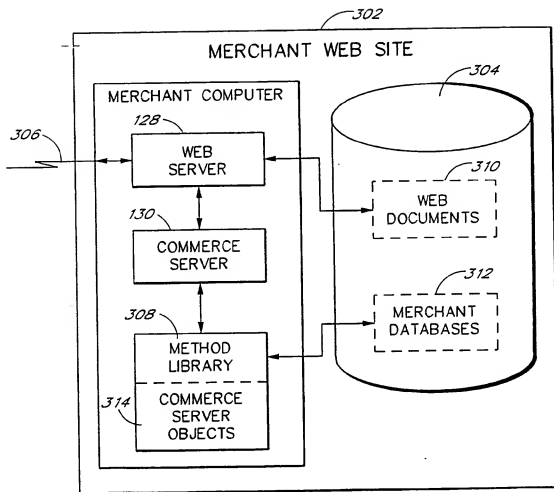 302
MERCHANT WEB SITE
304
MERCHANT COMPUTER
306
128
WEB
SERVER
310
WEB
DOCUMENTS
130
COMMERCE
SERVER
312
MERCHANT
DATABASES
308
METHOD
LIBRARY
314
COMMERCE
SERVER
OBJECTS